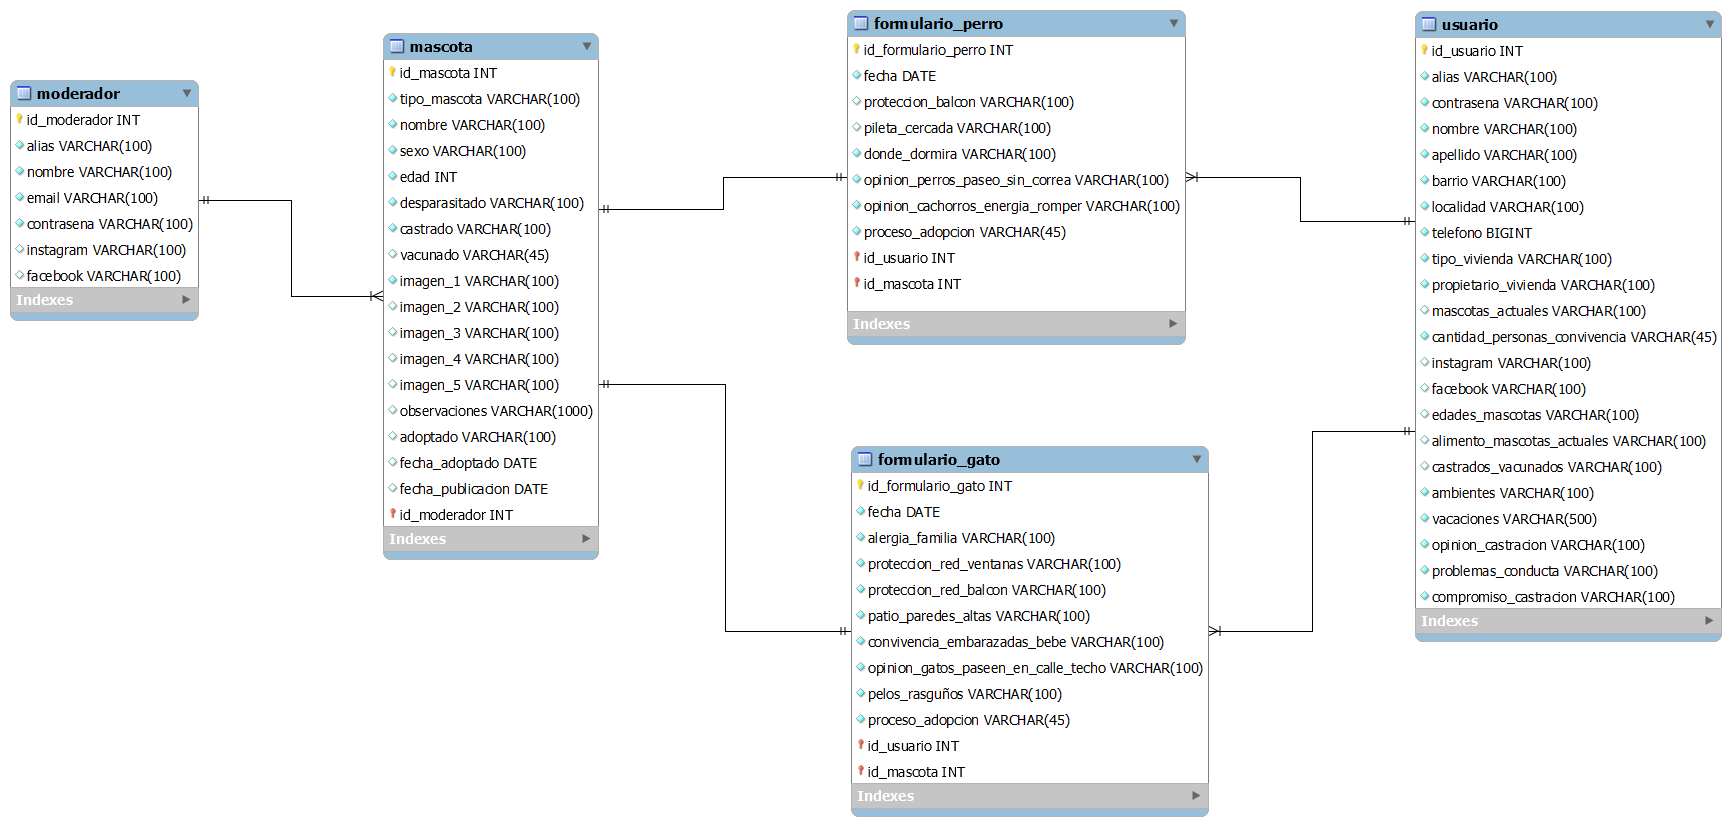 moderador
id_moderador INT
alias VARCHAR(100)
nombre VARCHAR(100)
email VARCHAR(100)
contrasena VARCHAR(100)
instagram VARCHAR(100)
facebook VARCHAR(100)
Indexes
mascota
id_mascota INT
tipo_mascota VARCHAR(100)
nombre VARCHAR(100)
sexo VARCHAR(100)
edad INT
desparasitado VARCHAR(100)
castrado VARCHAR(100)
vacunado VARCHAR(45)
imagen_1 VARCHAR(100)
imagen_2 VARCHAR(100)
imagen_3 VARCHAR(100)
imagen_4 VARCHAR(100)
imagen_5 VARCHAR(100)
observaciones VARCHAR(1000)
adoptado VARCHAR(100)
fecha_adoptado DATE
fecha_publicacion DATE
id_moderador INT
Indexes
formulario_perro
id_formulario_perro INT
fecha DATE
proteccion_balcon VARCHAR(100)
pileta_cercada VARCHAR(100)
donde_dormira VARCHAR(100)
opinion_perros_paseo_sin_correa VARCHAR(100)
opinion_cachorros_energia_romper VARCHAR(100)
proceso_adopcion VARCHAR(45)
id_usuario INT
id_mascota INT
Indexes
formulario_gato
id_formulario_gato INT
fecha DATE
alergia_familia VARCHAR(100)
proteccion_red_ventanas VARCHAR(100)
proteccion_red_balcon VARCHAR(100)
patio_paredes_altas VARCHAR(100)
convivencia_embarazadas_bebe VARCHAR(100)
opinion_gatos_paseen_en_calle_techo VARCHAR(100)
pelos_rasguños VARCHAR(100)
proceso_adopcion VARCHAR(45)
id_usuario INT
id_mascota INT
Indexes
usuario
id_usuario INT
alias VARCHAR(100)
contrasena VARCHAR(100)
nombre VARCHAR(100)
apellido VARCHAR(100)
barrio VARCHAR(100)
localidad VARCHAR(100)
telefono BIGINT
tipo_vivienda VARCHAR(100)
propietario_vivienda VARCHAR(100)
mascotas_actuales VARCHAR(100)
cantidad_personas_convivencia VARCHAR(45)
instagram VARCHAR(100)
facebook VARCHAR(100)
edades_mascotas VARCHAR(100)
alimento_mascotas_actuales VARCHAR(100)
castrados_vacunados VARCHAR(100)
ambientes VARCHAR(100)
vacaciones VARCHAR(500)
opinion_castracion VARCHAR(100)
problemas_conducta VARCHAR(100)
compromiso_castracion VARCHAR(100)
Indexes